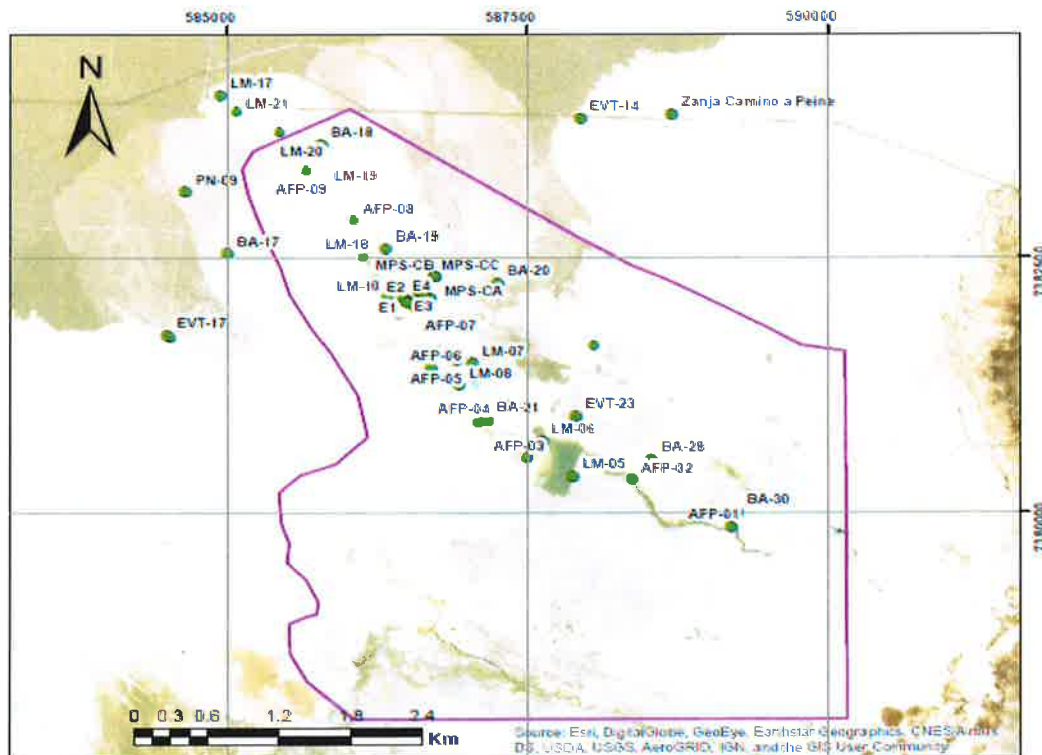 585000 587500 590000
N
LM-17
LM-21
EVT-14
Zanja Camino a Peine
BA-18
LM-20
LM-19
PN-09
AFP-09
AFP-08
BA-17
LM-18
BA-19
MPS-CB MPS-CC
BA-20
LM-10
E2 E4
MPS-CA
E1 E3
AFP-07
EVT-17
AFP-06
LM-07
AFP-05
LM-08
AFP-04
BA-21
EVT-23
LM-06
AFP-03
LM-05
BA-28
AFP-02
BA-30
AFP-01
7382500
7380000
0 0.3 0.6 1.2 1.8 2.4
Km
Source: Esri, DigitalGlobe, GeoEye, Earthstar Geographics, CNES/Airbus
DS, USDA, USGS, AeroGRID, IGN, and the GIS User Community